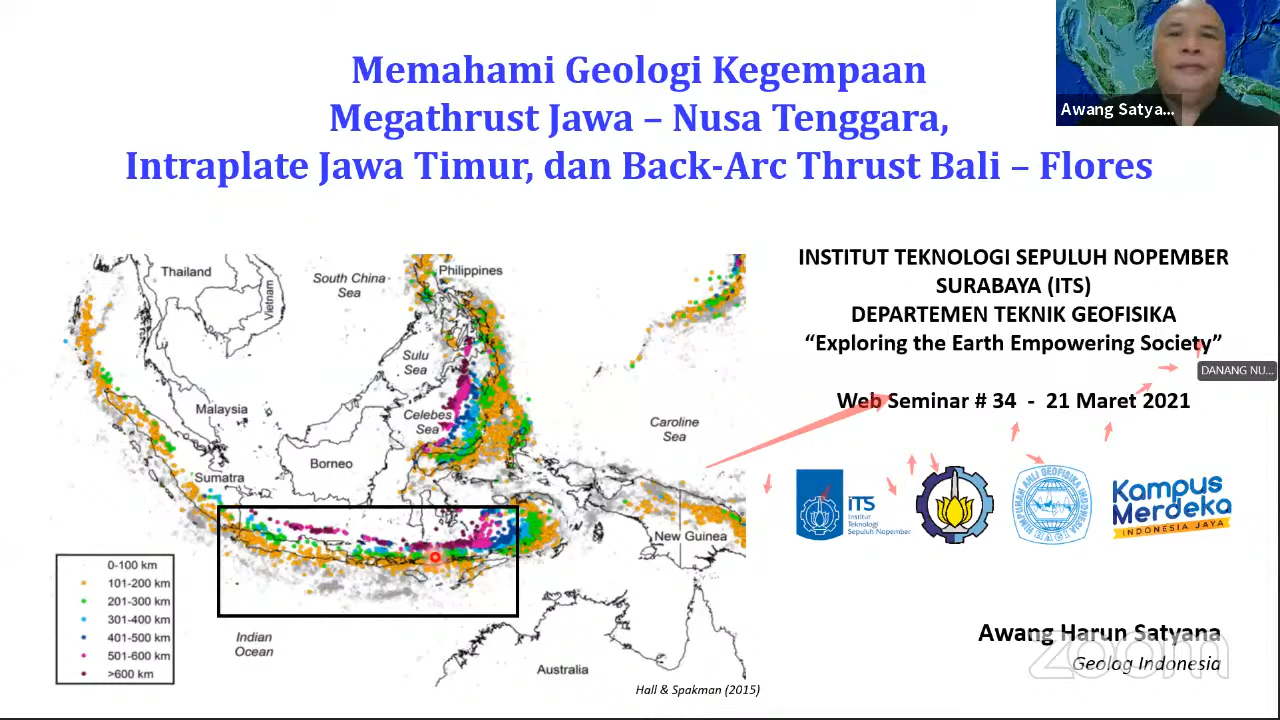 Memahami Geologi Kegempaan
Megathrust Jawa – Nusa Tenggara,
Intraplate Jawa Timur, dan Back-Arc Thrust Bali – Flores
Awang Satya...
INSTITUT TEKNOLOGI SEPULUH NOPEMBER
SURABAYA (ITS)
DEPARTEMEN TEKNIK GEOFISIKA
“Exploring the Earth Empowering Society”
DANANG NU...
Web Seminar # 34 - 21 Maret 2021
Thailand
Vietnam
South China
Sea
Philippines
Sulu
Sea
Malaysia
Celebes
Sea
Caroline
Sea
Borneo
Sumatra
New Guinea
Indian
Ocean
Australia
0-100 km
101-200 km
201-300 km
301-400 km
401-500 km
501-600 km
>600 km
Hall & Spakman (2015)
iTS
Institut
Teknologi
Sepuluh Nopember
HIMPUNAN AHLI GEOFISIKA INDONESIA
HAGI
Kampus
Merdeka
INDONESIA JAYA
Awang Harun Satyana
Geolog Indonesia
zoom